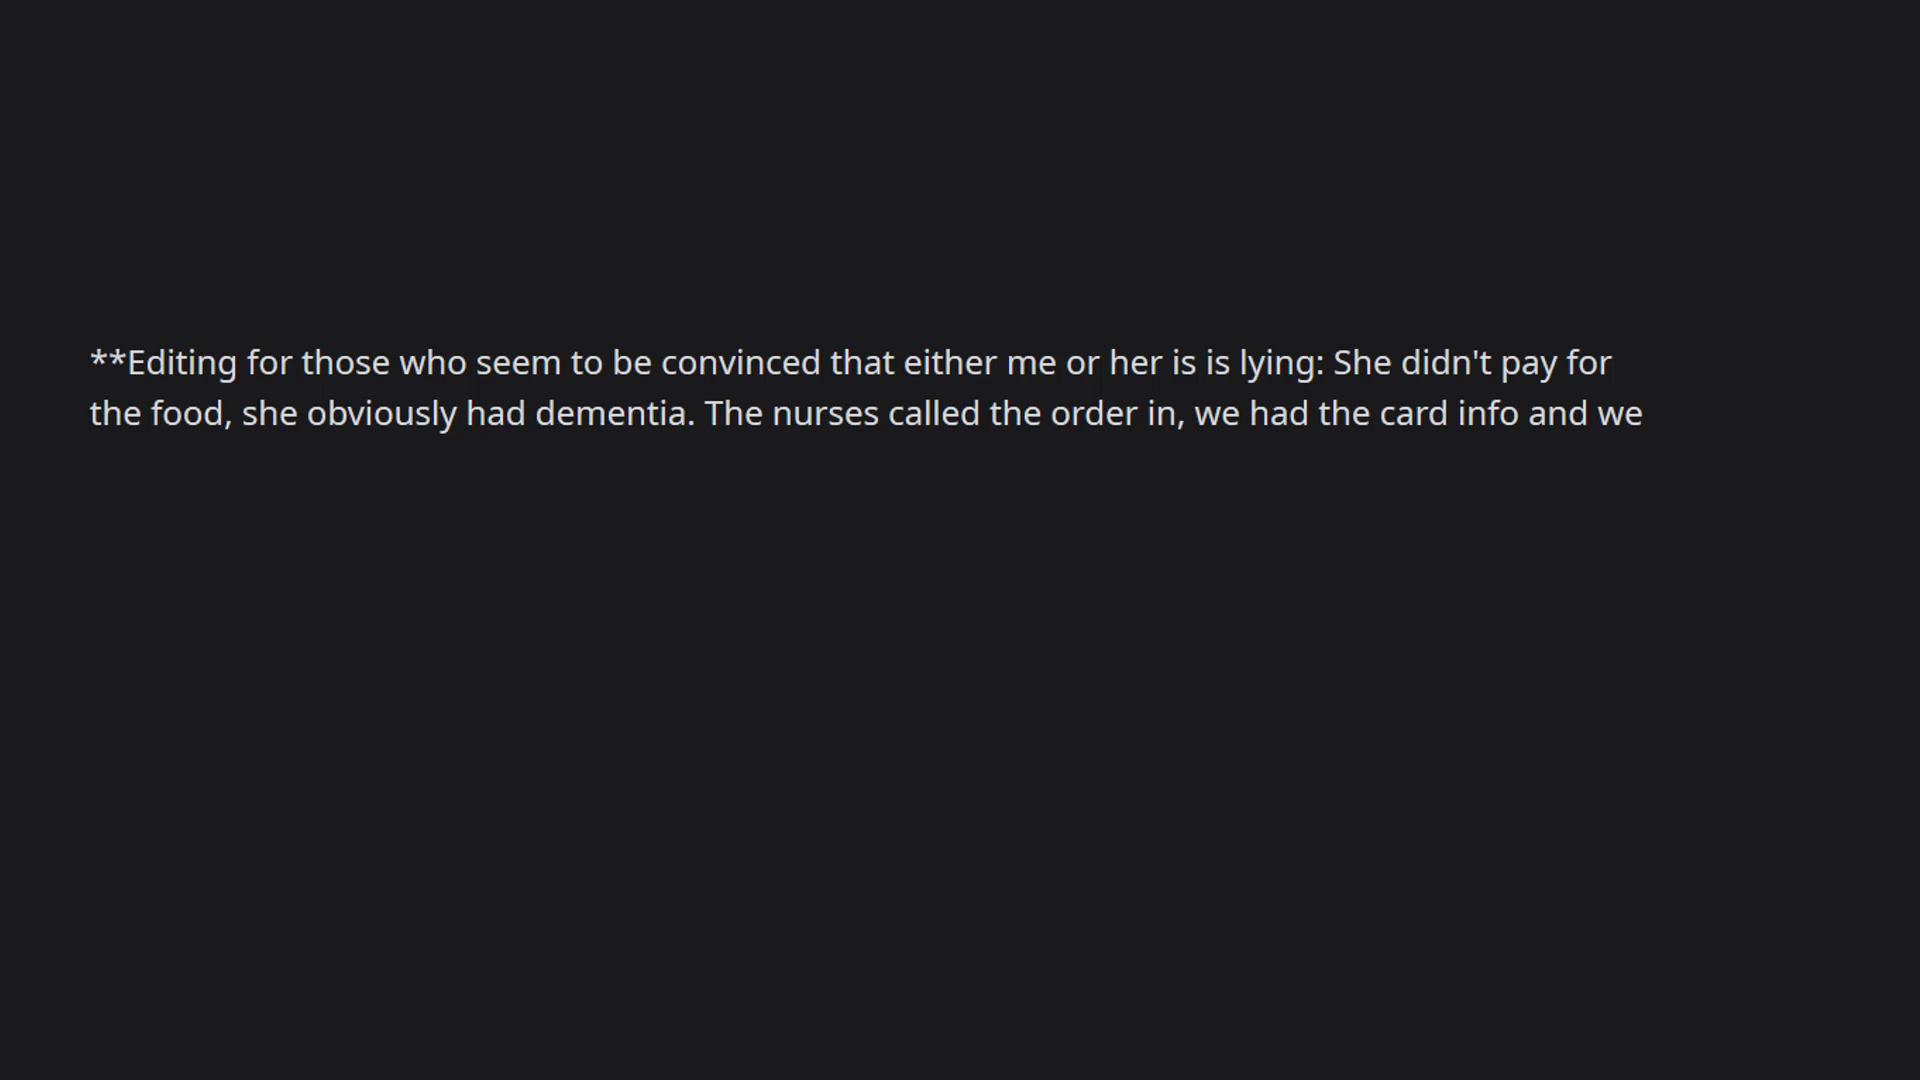 **Editing for those who seem to be convinced that either me or her is is lying: She didn't pay for
the food, she obviously had dementia. The nurses called the order in, we had the card info and we